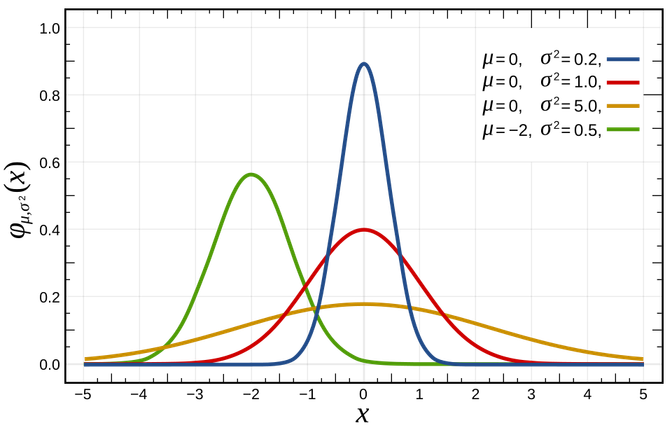 1.0
0.8
0.6
0.4
0.2
0.0
φμ,σ²(x)
μ=0, σ²=0.2,
μ=0, σ²=1.0,
μ=0, σ²=5.0,
μ=−2, σ²=0.5,
−5 −4 −3 −2 −1 0 1 2 3 4 5
x